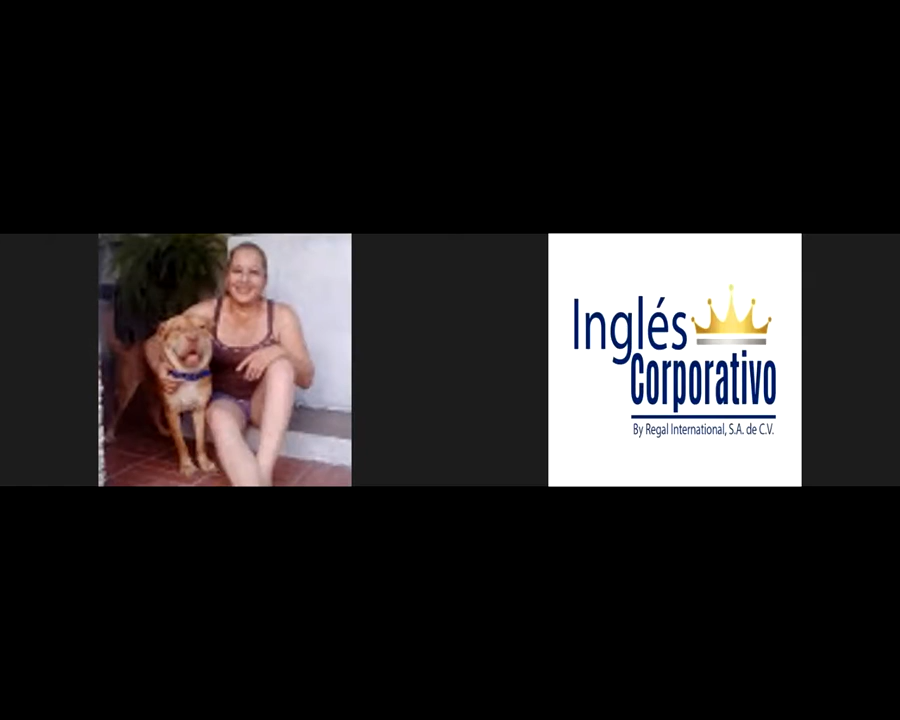 Inglés
Corporativo
By Regal International, S.A. de C.V.